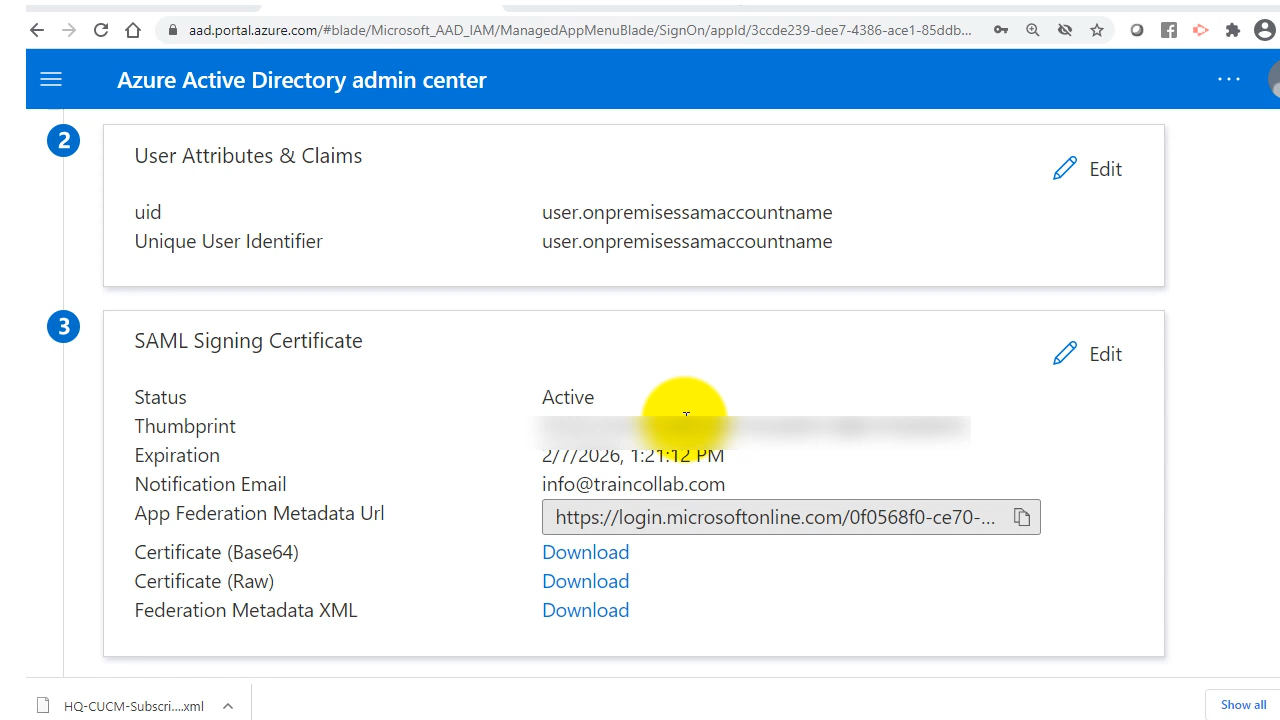 aad.portal.azure.com/#blade/Microsoft_AAD_IAM/ManagedAppMenuBlade/SignOn/appId/3ccde239-dee7-4386-ace1-85ddb...
Azure Active Directory admin center
2
User Attributes & Claims
Edit
uid user.onpremisessamaccountname
Unique User Identifier user.onpremisessamaccountname
3
SAML Signing Certificate
Edit
Status Active
Thumbprint
Expiration 2/7/2026, 1:21:12 PM
Notification Email info@traincollab.com
App Federation Metadata Url https://login.microsoftonline.com/0f0568f0-ce70-...
Certificate (Base64) Download
Certificate (Raw) Download
Federation Metadata XML Download
HQ-CUCM-Subscri....xml
Show all